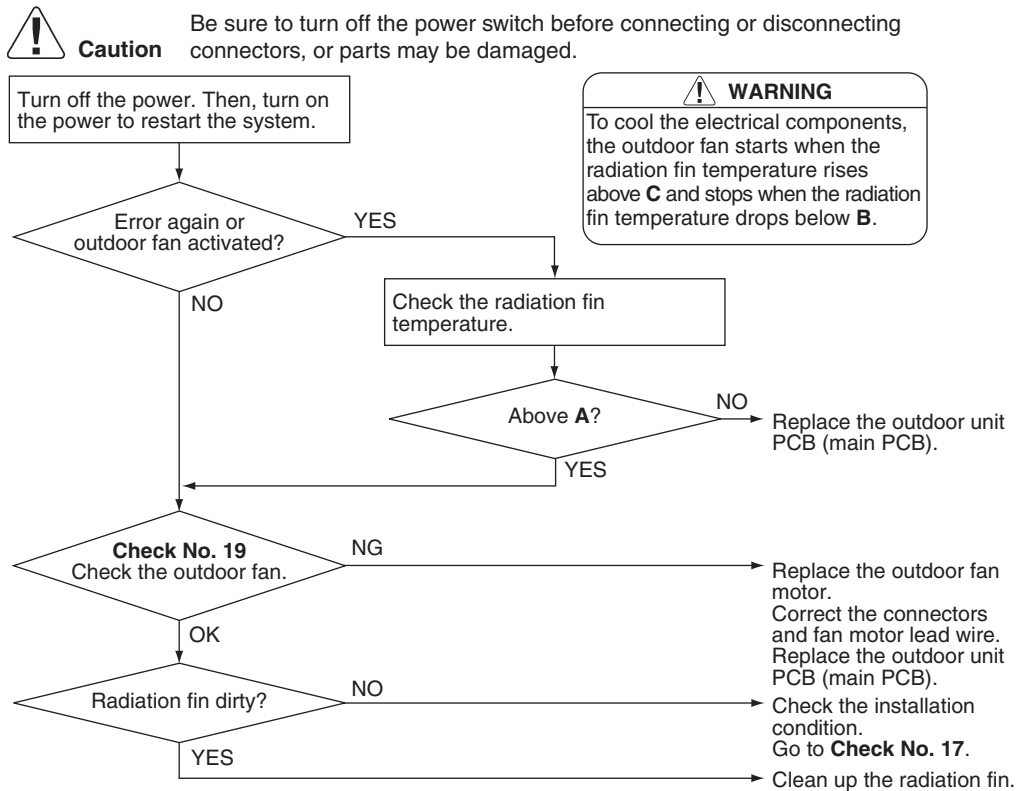 Caution
Be sure to turn off the power switch before connecting or disconnecting
connectors, or parts may be damaged.
Turn off the power. Then, turn on
the power to restart the system.
WARNING
To cool the electrical components,
the outdoor fan starts when the
radiation fin temperature rises
above C and stops when the radiation
fin temperature drops below B.
Error again or
outdoor fan activated?
YES
NO
Check the radiation fin
temperature.
Above A?
NO
Replace the outdoor unit
PCB (main PCB).
YES
Check No. 19
Check the outdoor fan.
NG
Replace the outdoor fan
motor.
Correct the connectors
and fan motor lead wire.
Replace the outdoor unit
PCB (main PCB).
OK
Radiation fin dirty?
NO
Check the installation
condition.
Go to Check No. 17.
YES
Clean up the radiation fin.